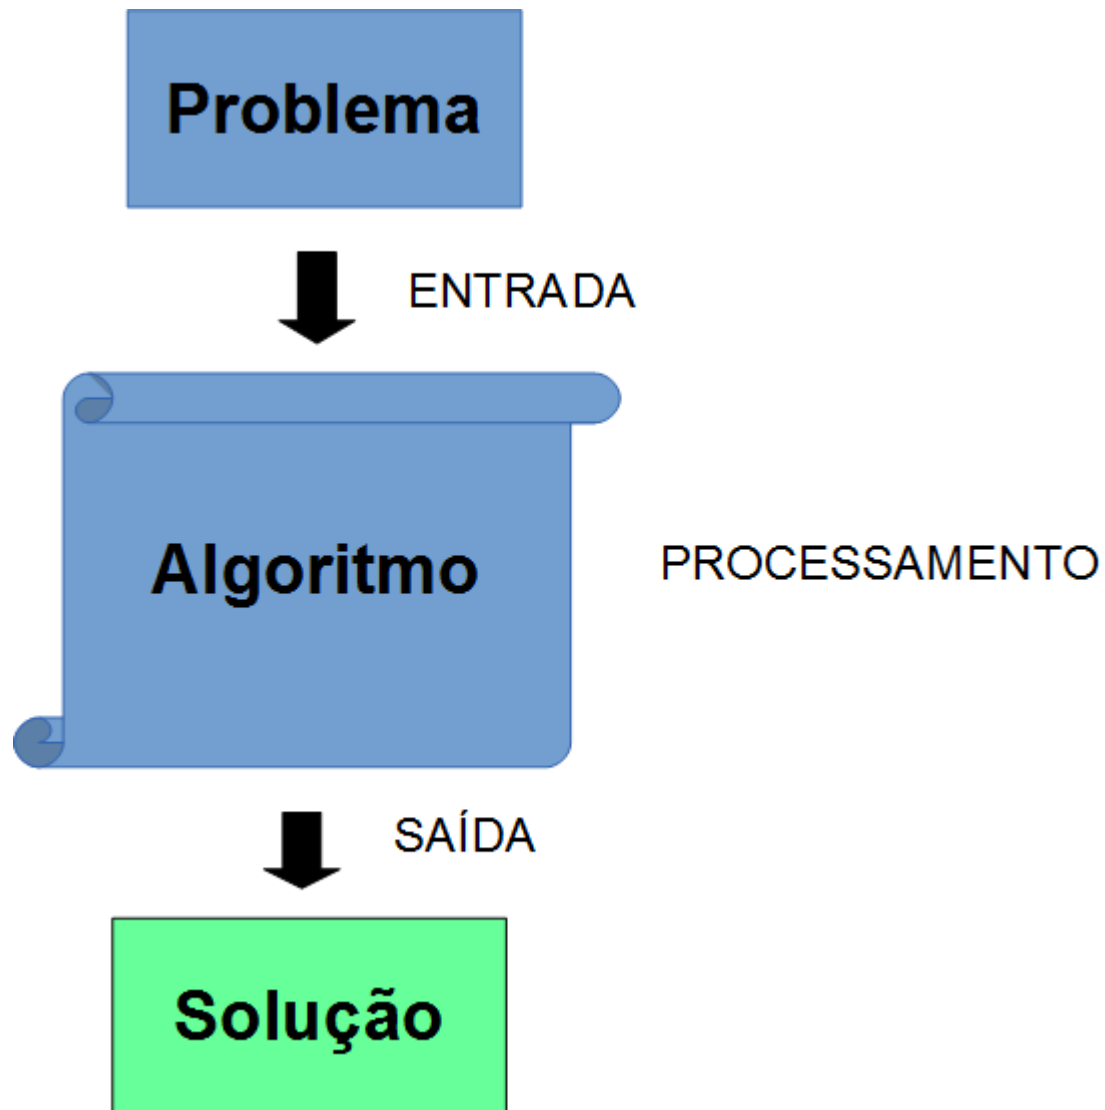 Problema
ENTRADA
Algoritmo
PROCESSAMENTO
SAÍDA
Solução